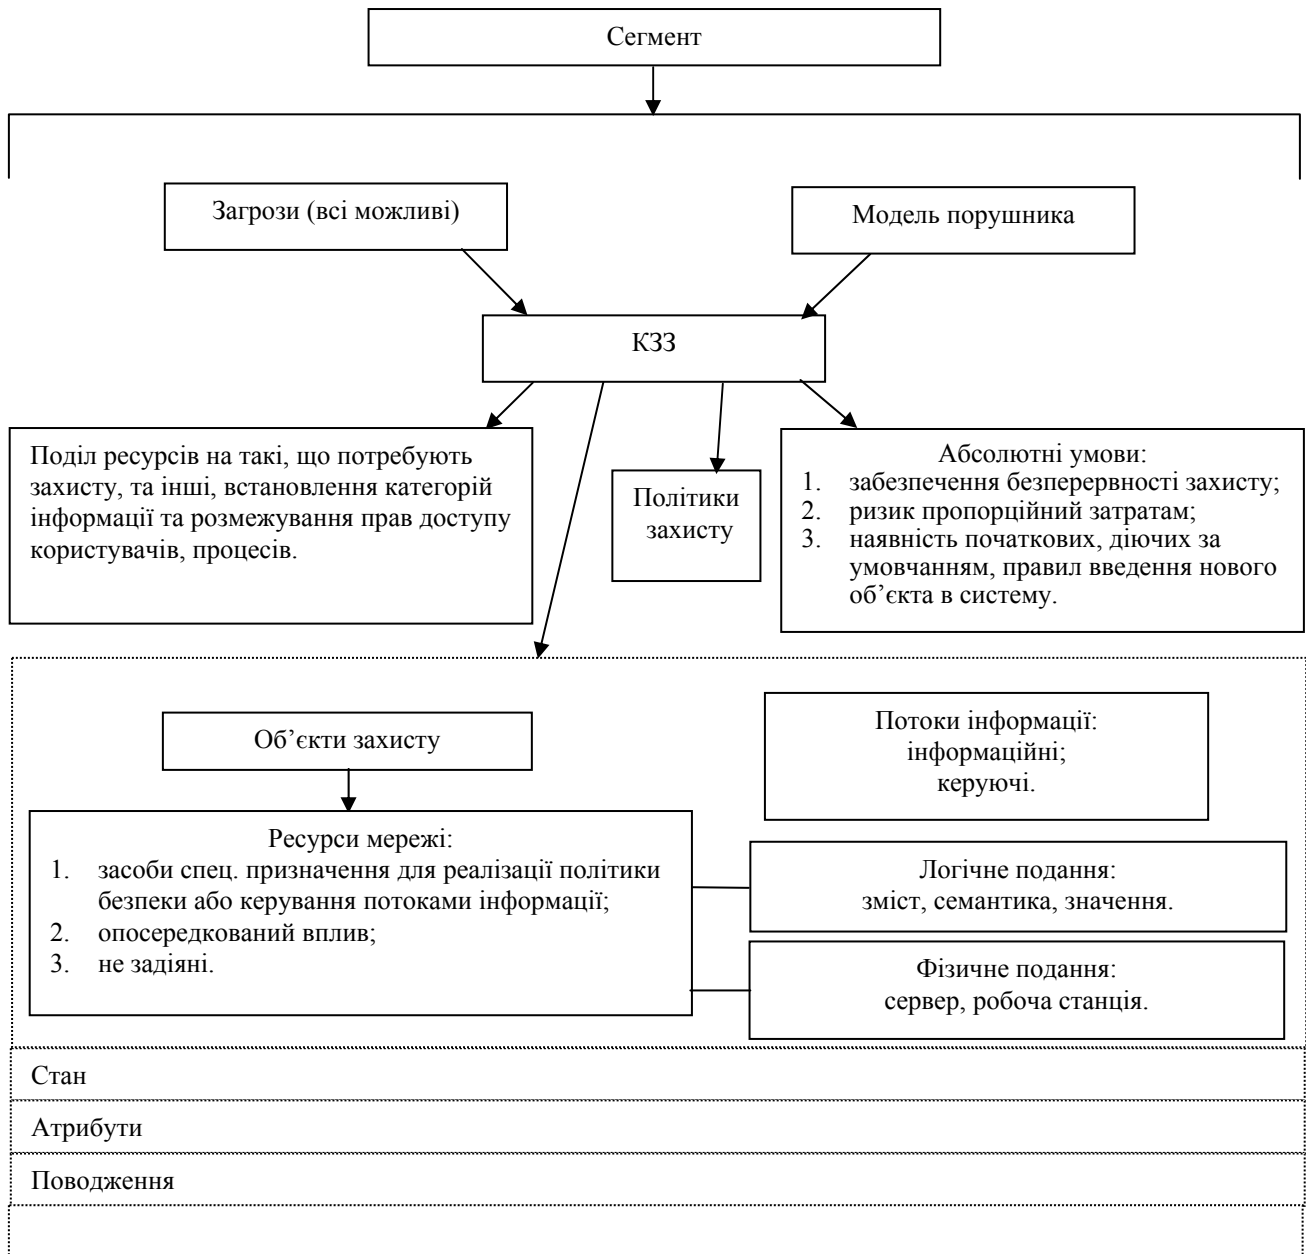 Сегмент
Загрози (всі можливі)
Модель порушника
КЗЗ
Поділ ресурсів на такі, що потребують
захисту, та інші, встановлення категорій
інформації та розмежування прав доступу
користувачів, процесів.
Політики
захисту
Абсолютні умови:
1. забезпечення безперервності захисту;
2. ризик пропорційний затратам;
3. наявність початкових, діючих за
умовчанням, правил введення нового
об’єкта в систему.
Об’єкти захисту
Потоки інформації:
інформаційні;
керуючі.
Ресурси мережі:
1. засоби спец. призначення для реалізації політики
безпеки або керування потоками інформації;
2. опосередкований вплив;
3. не задіяні.
Логічне подання:
зміст, семантика, значення.
Фізичне подання:
сервер, робоча станція.
Стан
Атрибути
Поводження